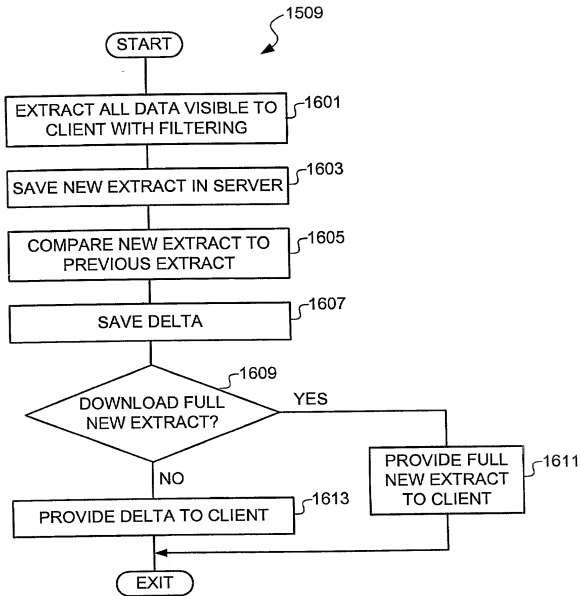 1509
START
EXTRACT ALL DATA VISIBLE TO
CLIENT WITH FILTERING
1601
SAVE NEW EXTRACT IN SERVER
1603
COMPARE NEW EXTRACT TO
PREVIOUS EXTRACT
1605
SAVE DELTA
1607
1609
DOWNLOAD FULL
NEW EXTRACT?
YES
NO
PROVIDE FULL
NEW EXTRACT
TO CLIENT
1611
PROVIDE DELTA TO CLIENT
1613
EXIT